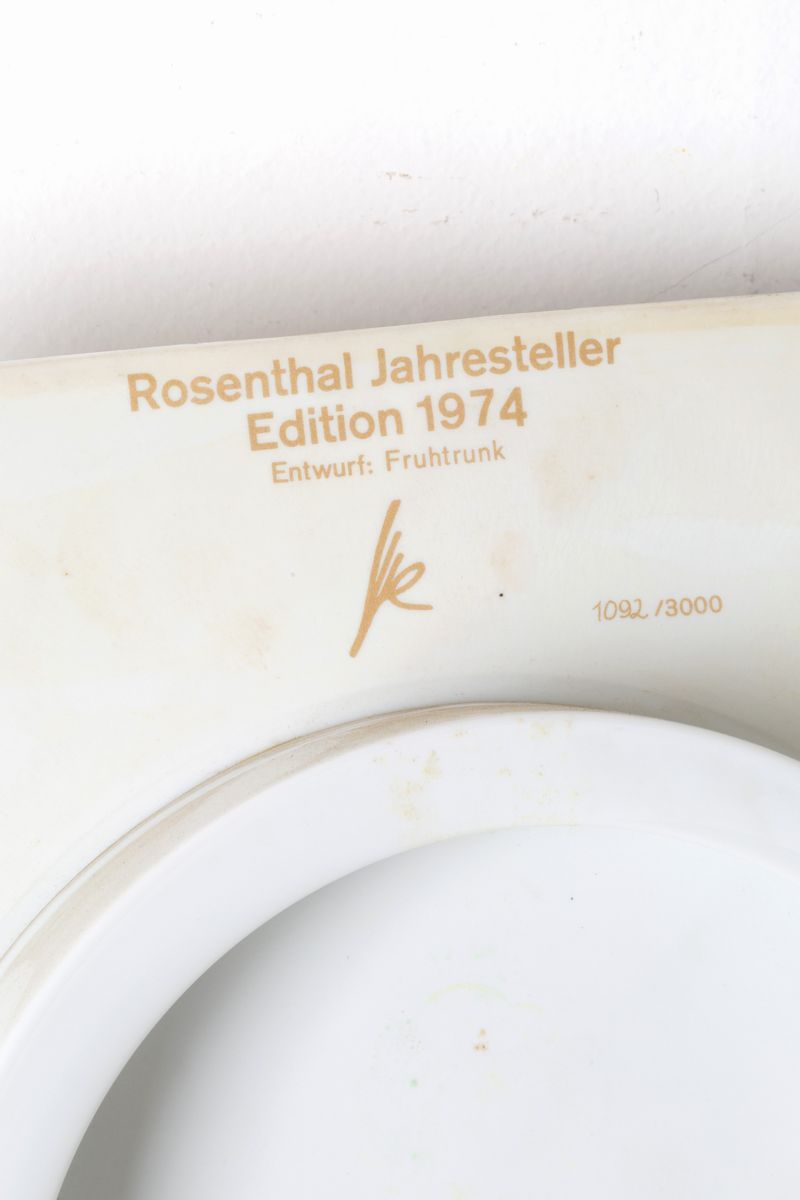 Rosenthal Jahresteller
Edition 1974
Entwurf: Fruhtrunk
1092 /3000